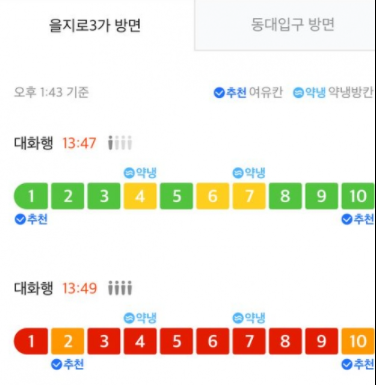 을지로3가 방면 동대입구 방면
오후 1:43 기준 추천 여유칸 약냉 약냉방칸
대화행 13:47
약냉 약냉
1 2 3 4 5 6 7 8 9 10
추천 추천
대화행 13:49
약냉 약냉
1 2 3 4 5 6 7 8 9 10
추천 추천